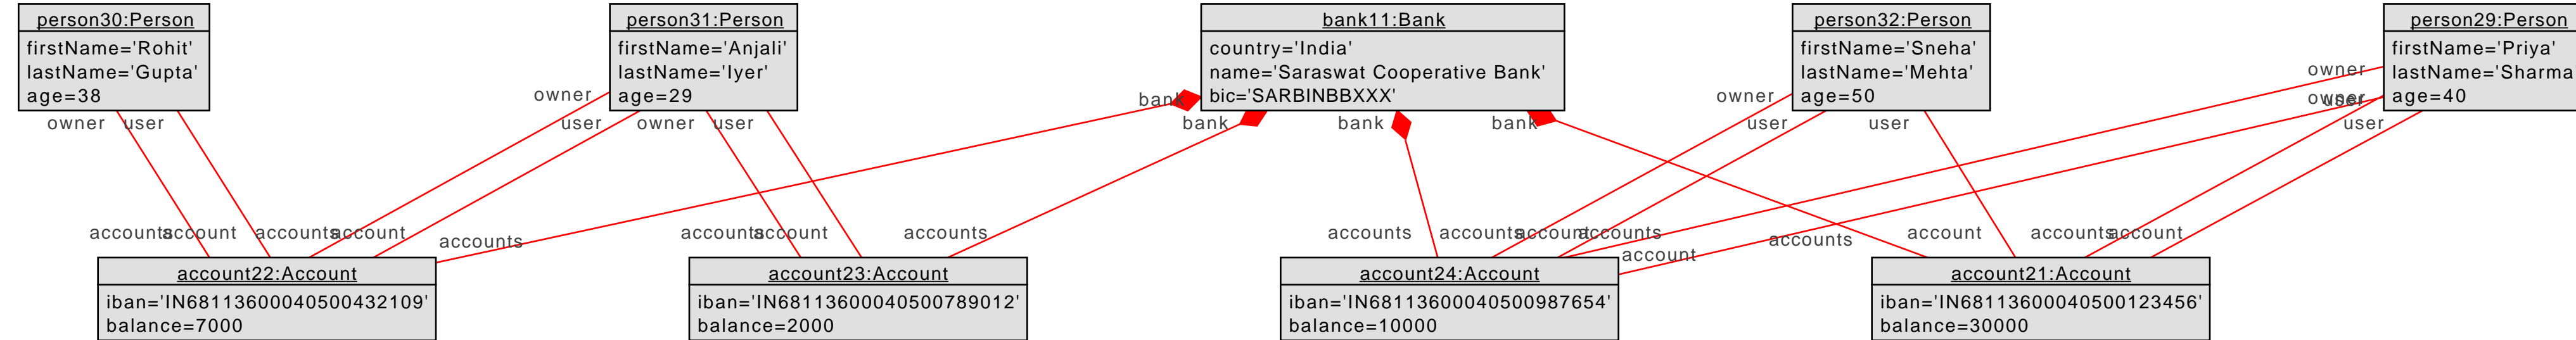 person30:Person
firstName='Rohit'
lastName='Gupta'
age=38
person31:Person
firstName='Anjali'
lastName='Iyer'
age=29
bank11:Bank
country='India'
name='Saraswat Cooperative Bank'
bic='SARBINBBXXX'
person32:Person
firstName='Sneha'
lastName='Mehta'
age=50
person29:Person
firstName='Priya'
lastName='Sharma
age=40
owner
user
owner
user
owner
user
bank
bank
bank
bank
owner
user
user
owner
owner
user
user
accounts
account
accounts
account
accounts
accounts
account
accounts
accounts
accounts
account
accounts
account
accounts
account
accounts
account
account22:Account
iban='IN68113600040500432109'
balance=7000
account23:Account
iban='IN68113600040500789012'
balance=2000
account24:Account
iban='IN68113600040500987654'
balance=10000
account21:Account
iban='IN68113600040500123456'
balance=30000